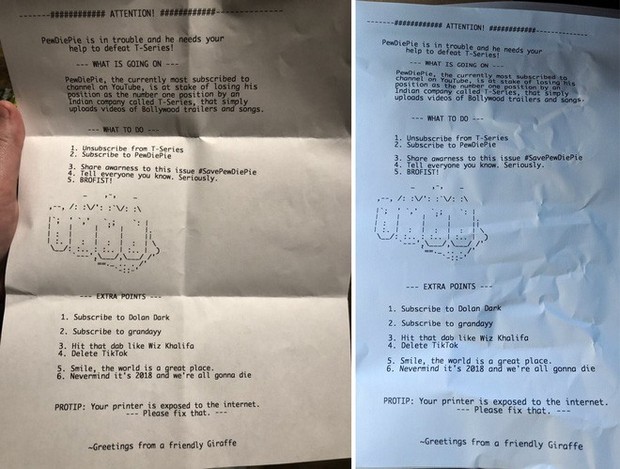 ------############ ATTENTION! ############-------------
PewDiePie is in trouble and he needs your
help to defeat T-Series!
--- WHAT IS GOING ON ---
PewDiePie, the currently most subscribed to
channel on YouTube, is at stake of losing his
position as the number one position by an
Indian company called T-Series, that simply
uploads videos of Bollywood trailers and songs.
--- WHAT TO DO ---
1. Unsubscribe from T-Series
2. Subscribe to PewDiePie
3. Share awarness to this issue #SavePewDiePie
4. Tell everyone you know. Seriously.
5. BROFIST!
--- EXTRA POINTS ---
1. Subscribe to Dolan Dark
2. Subscribe to grandayy
3. Hit that dab like Wiz Khalifa
4. Delete TikTok
5. Smile, the world is a great place.
6. Nevermind it's 2018 and we're all gonna die
PROTIP: Your printer is exposed to the internet.
--- Please fix that. ---
~Greetings from a friendly Giraffe
-------############ ATTENTION! ############-------------
PewDiePie is in trouble and he needs your
help to defeat T-Series!
--- WHAT IS GOING ON ---
PewDiePie, the currently most subscribed to
channel on YouTube, is at stake of losing his
position as the number one position by an
Indian company called T-Series, that simply
uploads videos of Bollywood trailers and songs.
--- WHAT TO DO ---
1. Unsubscribe from T-Series
2. Subscribe to PewDiePie
3. Share awarness to this issue #SavePewDiePie
4. Tell everyone you know. Seriously.
5. BROFIST!
--- EXTRA POINTS ---
1. Subscribe to Dolan Dark
2. Subscribe to grandayy
3. Hit that dab like Wiz Khalifa
4. Delete TikTok
5. Smile, the world is a great place.
6. Nevermind it's 2018 and we're all gonna die
PROTIP: Your printer is exposed to the internet.
--- Please fix that. ---
~Greetings from a friendly Giraffe